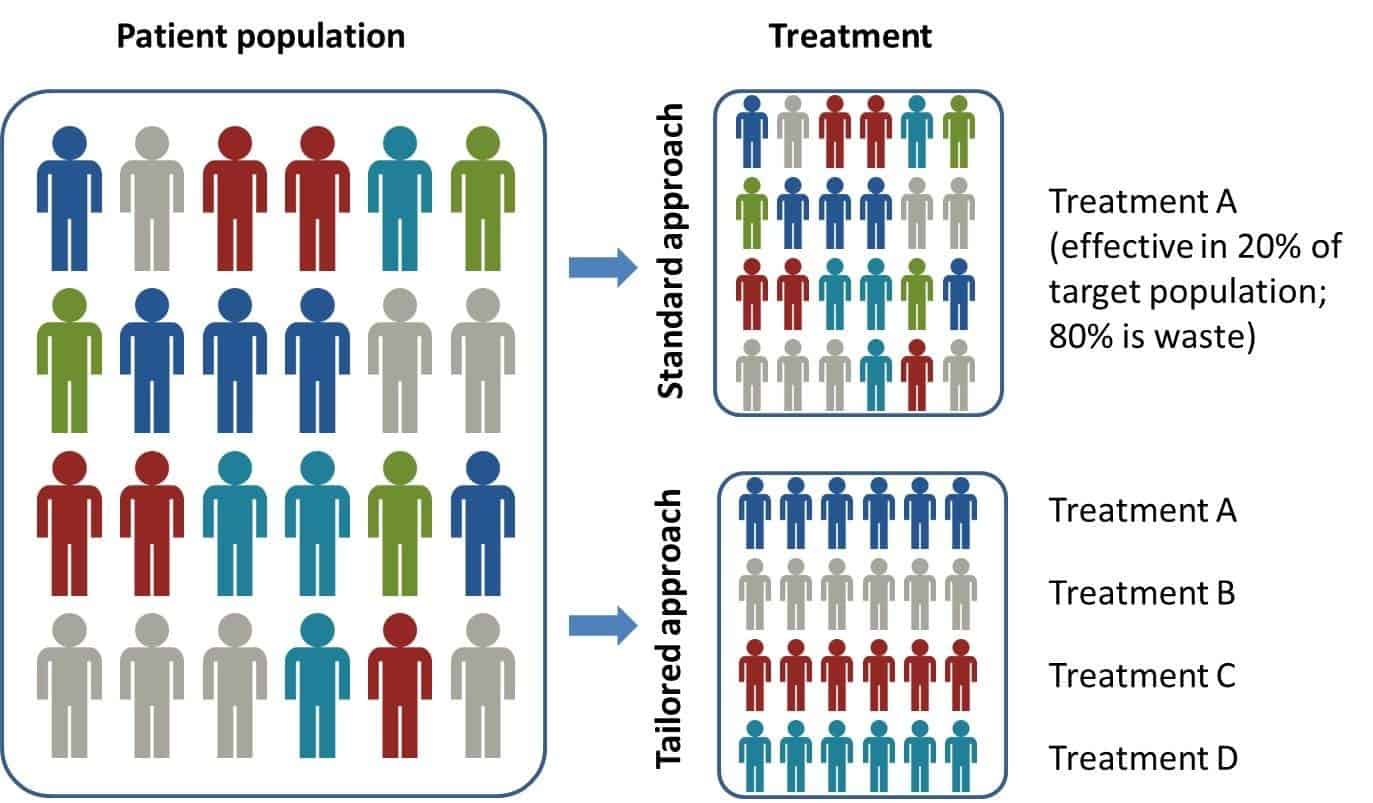 Patient population
Treatment
Standard approach
Treatment A
(effective in 20% of
target population;
80% is waste)
Tailored approach
Treatment A
Treatment B
Treatment C
Treatment D